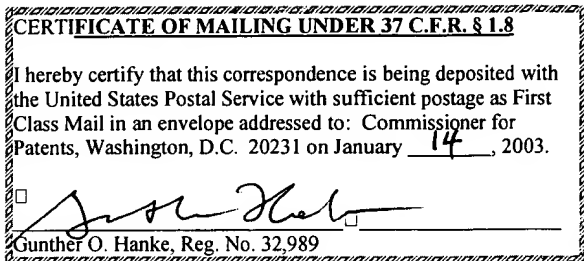 CERTIFICATE OF MAILING UNDER 37 C.F.R. § 1.8
I hereby certify that this correspondence is being deposited with
the United States Postal Service with sufficient postage as First
Class Mail in an envelope addressed to: Commissioner for
Patents, Washington, D.C. 20231 on January 14, 2003.
Gunther O. Hanke, Reg. No. 32,989